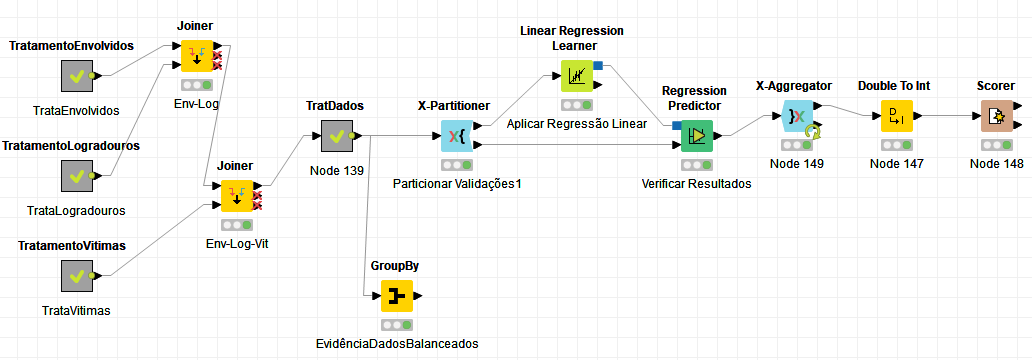 TratamentoEnvolvidos
TrataEnvolvidos
Joiner
Env-Log
TratamentoLogradouros
TrataLogradouros
Joiner
Env-Log-Vit
TratamentoVitimas
TrataVitimas
TratDados
Node 139
X-Partitioner
X{
Particionar Validações1
GroupBy
EvidênciaDadosBalanceados
Linear Regression
Learner
Aplicar Regressão Linear
Regression
Predictor
Verificar Resultados
X-Aggregator
}X
Node 149
Double To Int
D
I
Node 147
Scorer
Node 148